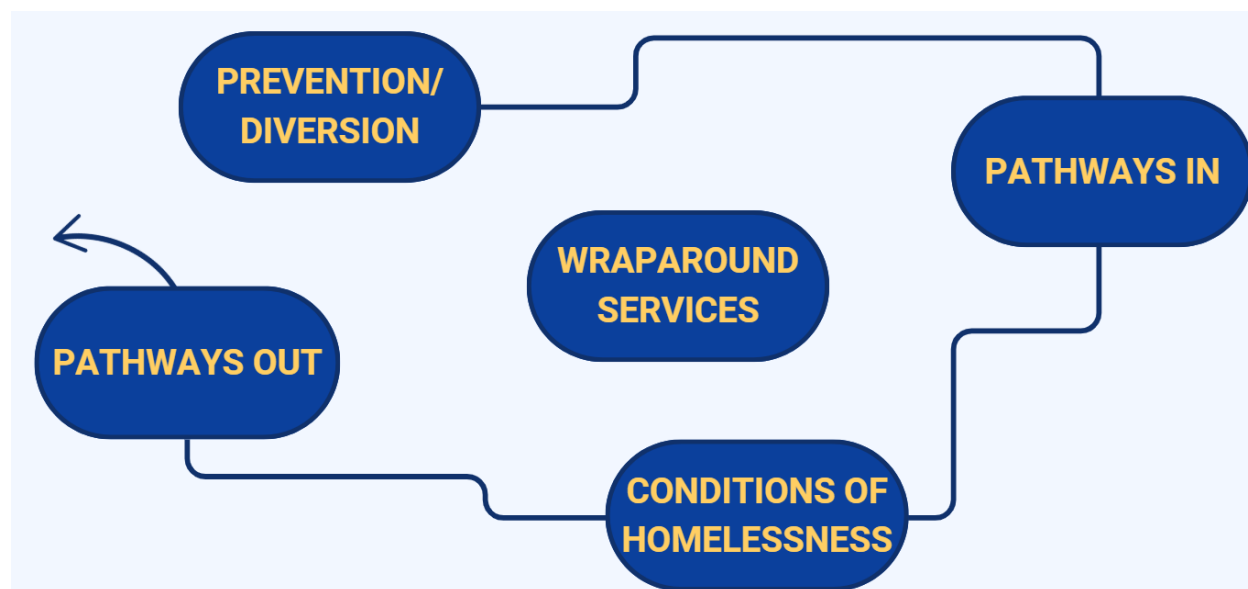 PREVENTION/
DIVERSION
PATHWAYS IN
WRAPAROUND
SERVICES
PATHWAYS OUT
CONDITIONS OF
HOMELESSNESS